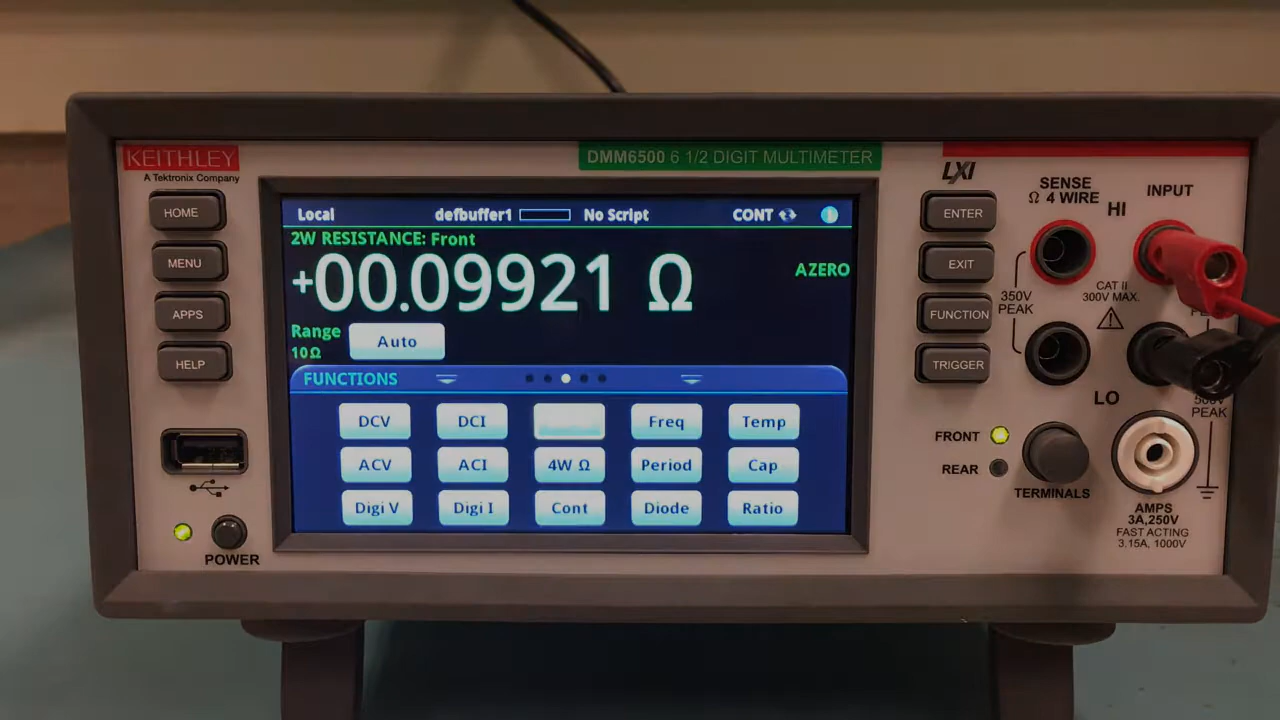 KEITHLEY
A Tektronix Company
DMM6500 6 1/2 DIGIT MULTIMETER
LXI
HOME
MENU
APPS
HELP
POWER
Local
defbuffer1
No Script
CONT
2W RESISTANCE: Front
+00.09921 Ω
AZERO
Range
10Ω
Auto
FUNCTIONS
DCV
DCI
Freq
Temp
ACV
ACI
4W Ω
Period
Cap
Digi V
Digi I
Cont
Diode
Ratio
ENTER
EXIT
FUNCTION
TRIGGER
SENSE
Ω 4 WIRE
INPUT
HI
350V
PEAK
CAT II
300V MAX.
LO
500V
PEAK
FRONT
REAR
TERMINALS
AMPS
3A,250V
FAST ACTING
3.15A, 1000V